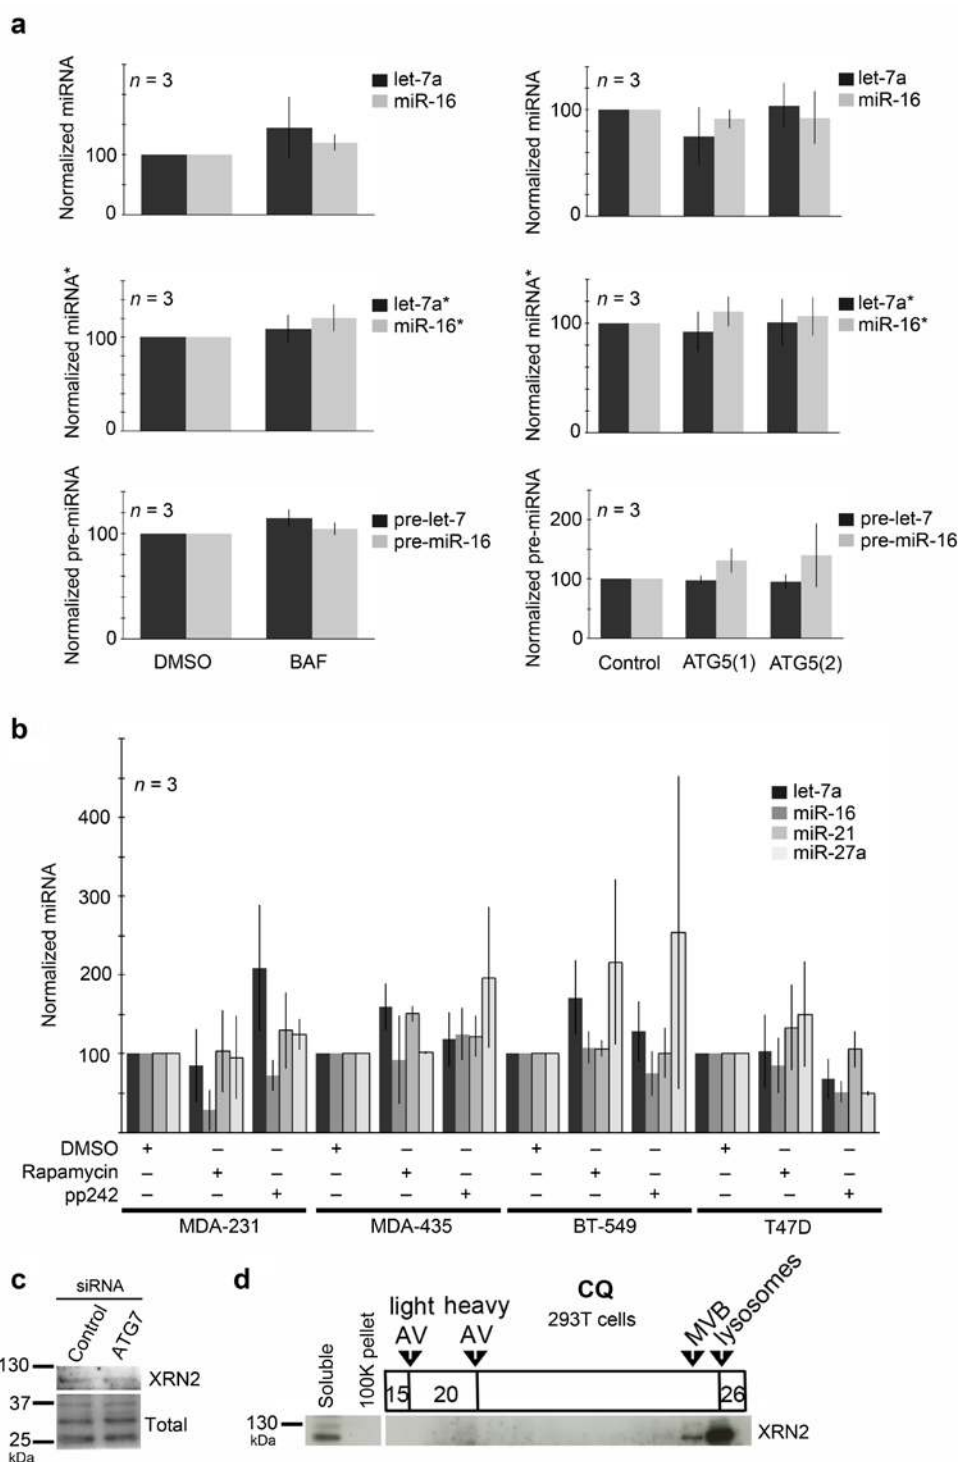 a
Normalized miRNA
n = 3
let-7a
miR-16
100
0
Normalized miRNA
n = 3
let-7a
miR-16
100
0
Normalized miRNA*
n = 3
let-7a*
miR-16*
100
0
Normalized miRNA*
n = 3
let-7a*
miR-16*
100
0
Normalized pre-miRNA
n = 3
pre-let-7
pre-miR-16
100
0
DMSO BAF
Normalized pre-miRNA
n = 3
pre-let-7
pre-miR-16
200
100
0
Control ATG5(1) ATG5(2)
b
Normalized miRNA
n = 3
let-7a
miR-16
miR-21
miR-27a
400
300
200
100
DMSO + – – + – – + – – + – –
Rapamycin – + – – + – – + – – + –
pp242 – – + – – + – – + – – +
MDA-231 MDA-435 BT-549 T47D
c
siRNA
Control ATG7
130
XRN2
37
Total
25
kDa
d
CQ
293T cells
light heavy
AV AV
MVB
lysosomes
Soluble
100K pellet
15 20 26
130
kDa
XRN2